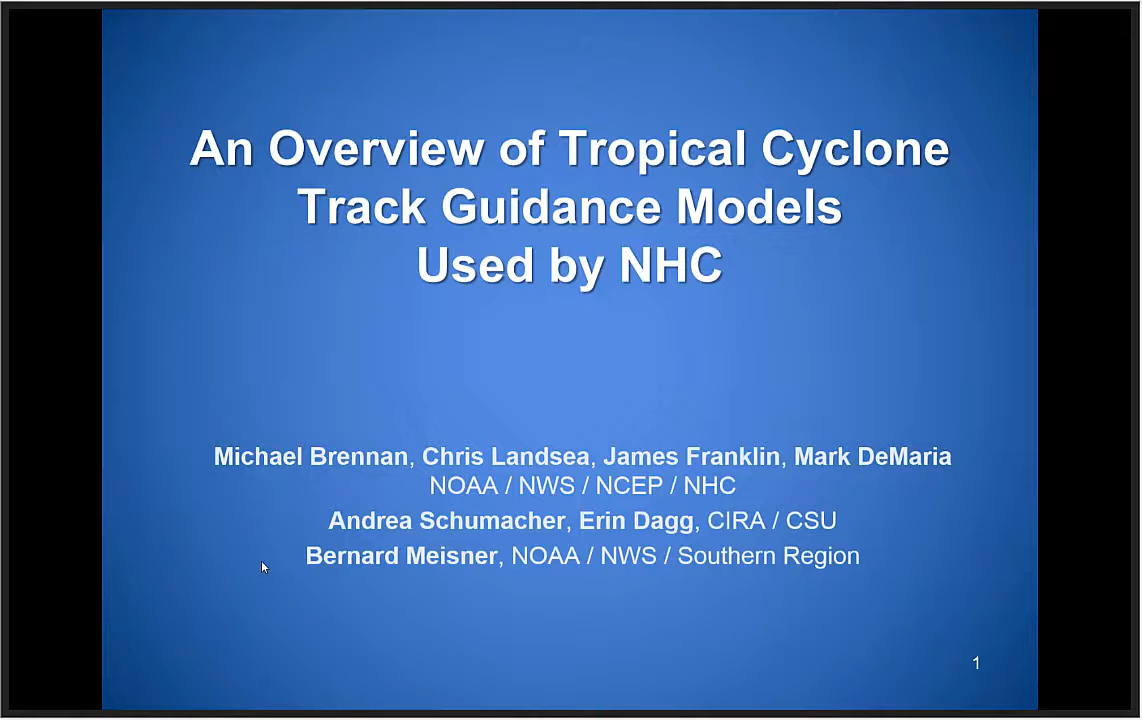 An Overview of Tropical Cyclone
Track Guidance Models
Used by NHC
Michael Brennan, Chris Landsea, James Franklin, Mark DeMaria
NOAA / NWS / NCEP / NHC
Andrea Schumacher, Erin Dagg, CIRA / CSU
Bernard Meisner, NOAA / NWS / Southern Region
1